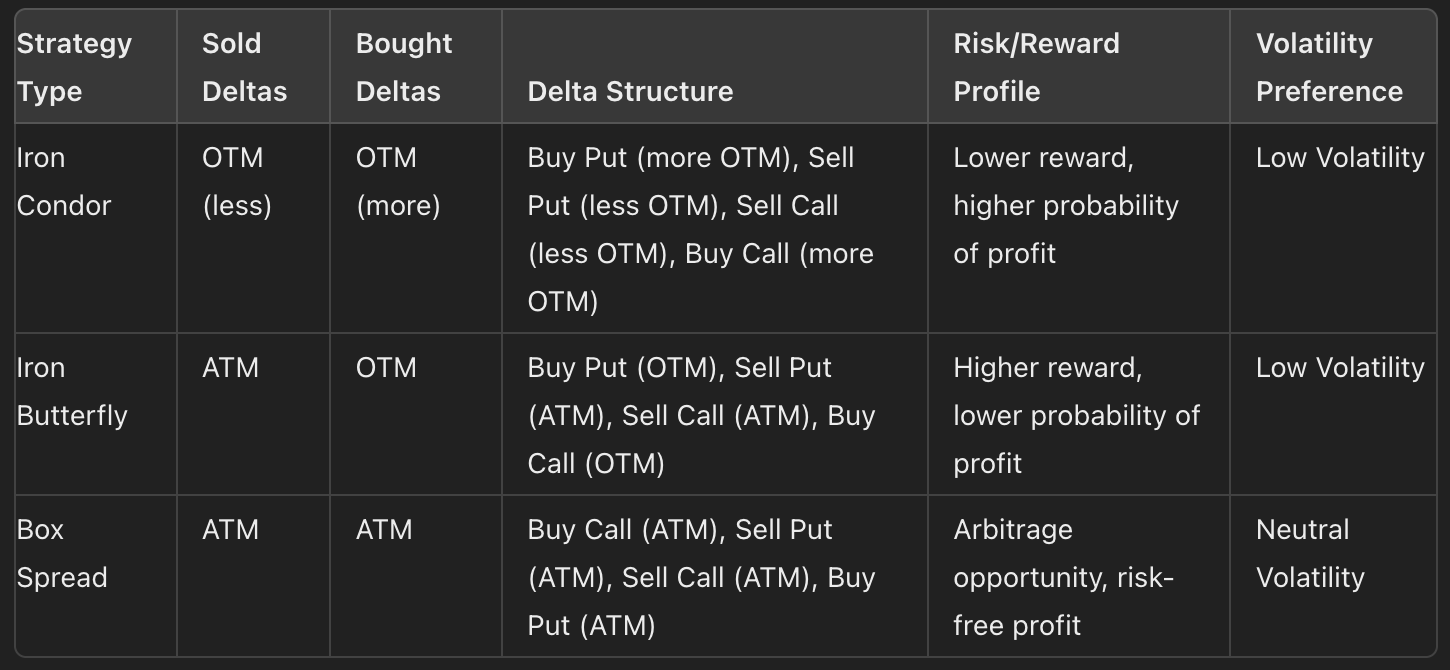 Strategy Type
Sold Deltas
Bought Deltas
Delta Structure
Risk/Reward Profile
Volatility Preference
Iron
Condor
OTM
(less)
OTM
(more)
Buy Put (more OTM), Sell
Put (less OTM), Sell Call
(less OTM), Buy Call (more
OTM)
Lower reward,
higher probability
of profit
Low Volatility
Iron
Butterfly
ATM
OTM
Buy Put (OTM), Sell Put
(ATM), Sell Call (ATM), Buy
Call (OTM)
Higher reward,
lower probability of
profit
Low Volatility
Box
Spread
ATM
ATM
Buy Call (ATM), Sell Put
(ATM), Sell Call (ATM), Buy
Put (ATM)
Arbitrage
opportunity, risk-
free profit
Neutral
Volatility